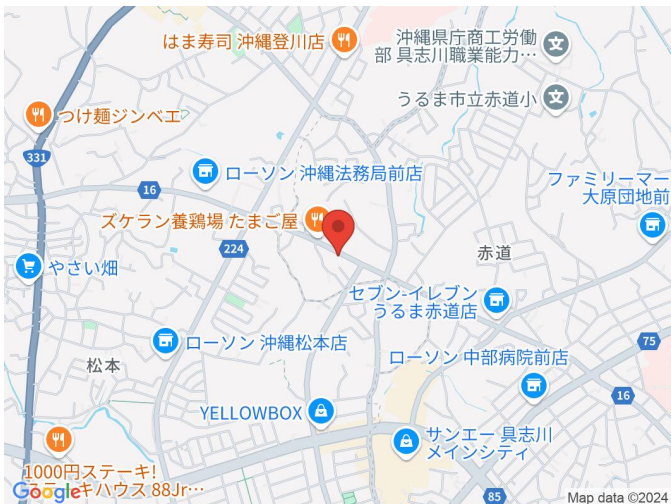 はま寿司 沖縄登川店
沖縄県庁商工労働
部 具志川職業能力…
うるま市立赤道小
つけ麺ジンベエ
331
16
ローソン 沖縄法務局前店
ファミリーマー
大原団地前
ズケラン養鶏場 たまご屋
224
赤道
やさい畑
セブン-イレブン
うるま赤道店
ローソン 沖縄松本店
75
松本
ローソン 中部病院前店
16
YELLOWBOX
サンエー 具志川
メインシティ
1000円ステーキ!
ステーキハウス 88Jr…
85
Google
Map data ©2024